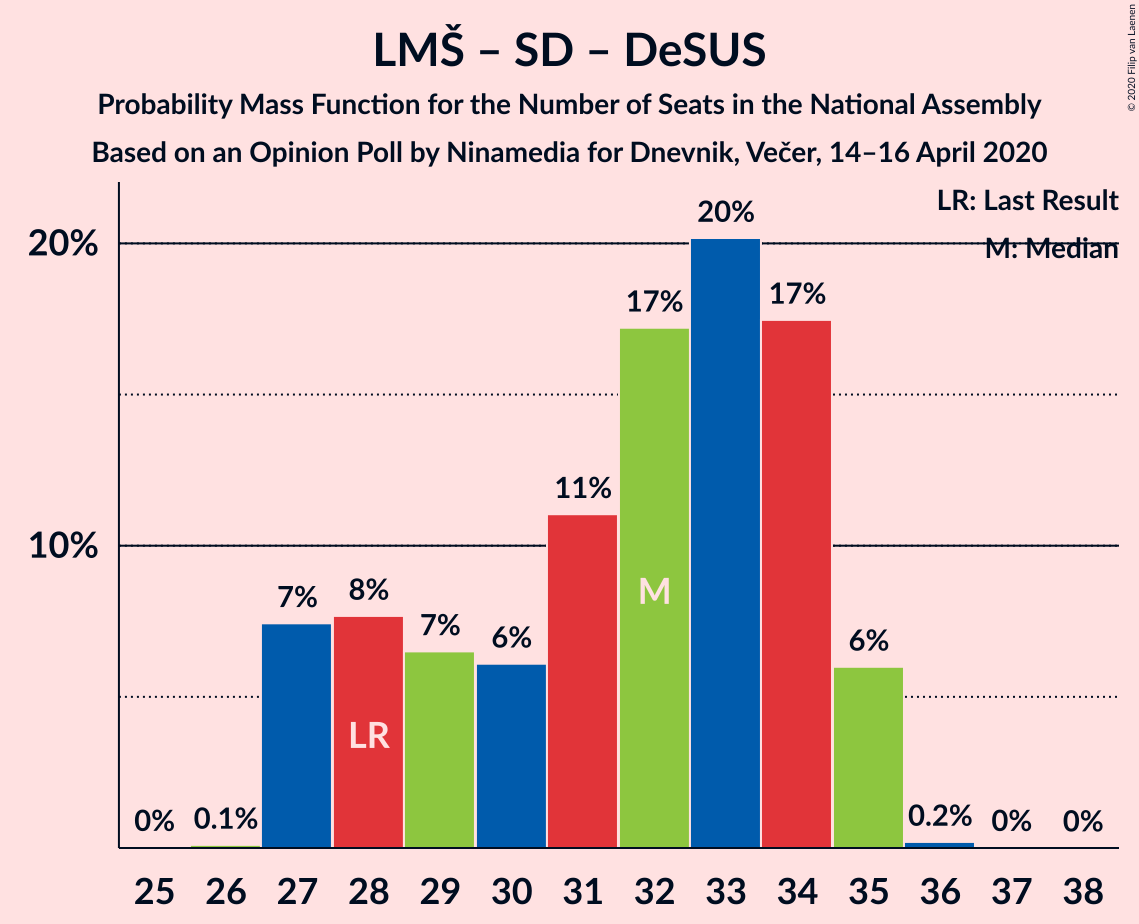 LMŠ – SD – DeSUS
Probability Mass Function for the Number of Seats in the National Assembly
Based on an Opinion Poll by Ninamedia for Dnevnik, Večer, 14–16 April 2020
© 2020 Filip van Laenen
LR: Last Result
M: Median
20%
10%
0%
0.1%
7%
8%
7%
6%
11%
17%
20%
17%
6%
0.2%
0%
0%
LR
M
25 26 27 28 29 30 31 32 33 34 35 36 37 38